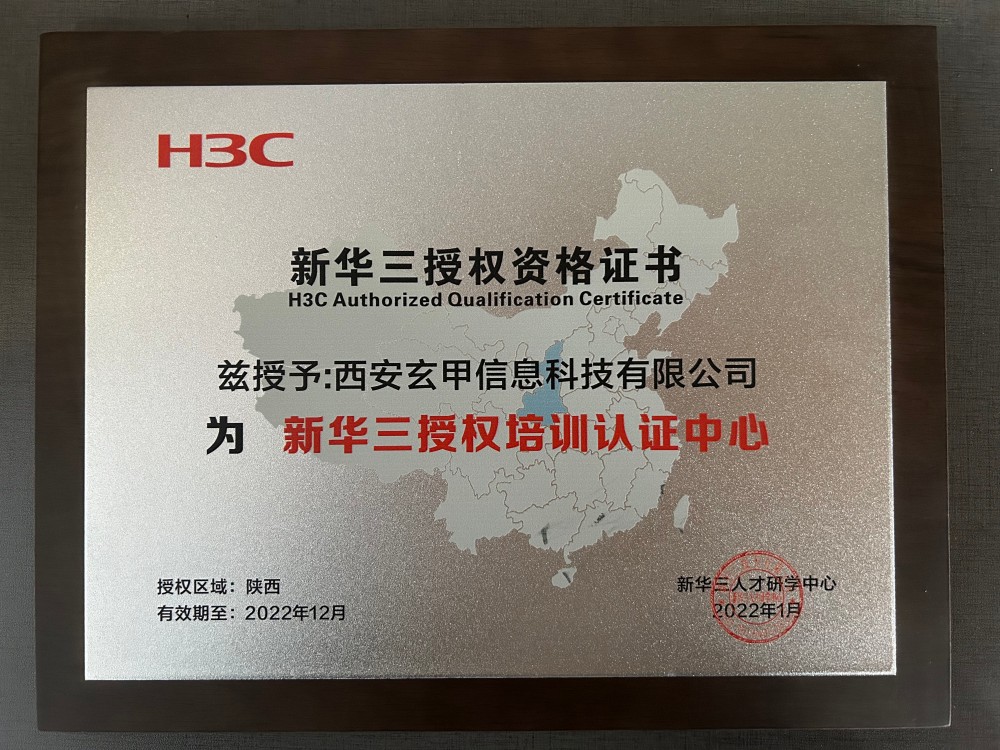 H3C
新华三授权资格证书
H3C Authorized Qualification Certificate
兹授予:西安玄甲信息科技有限公司
为 新华三授权培训认证中心
授权区域：陕西
有效期至：2022年12月
新华三人才研学中心
2022年1月